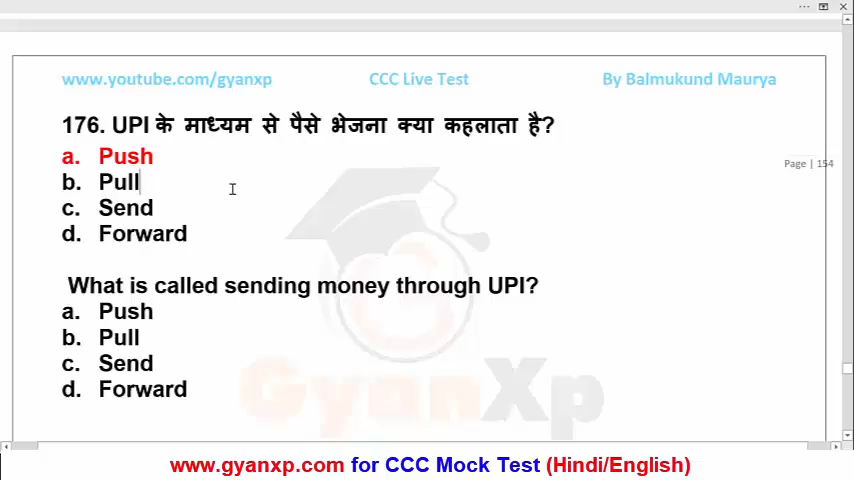 www.youtube.com/gyanxp CCC Live Test By Balmukund Maurya
176. UPI के माध्यम से पैसे भेजना क्या कहलाता है?
a. Push
Page | 154
b. Pull
c. Send
d. Forward
What is called sending money through UPI?
a. Push
b. Pull
c. Send
d. Forward
GyanXp
www.gyanxp.com for CCC Mock Test (Hindi/English)